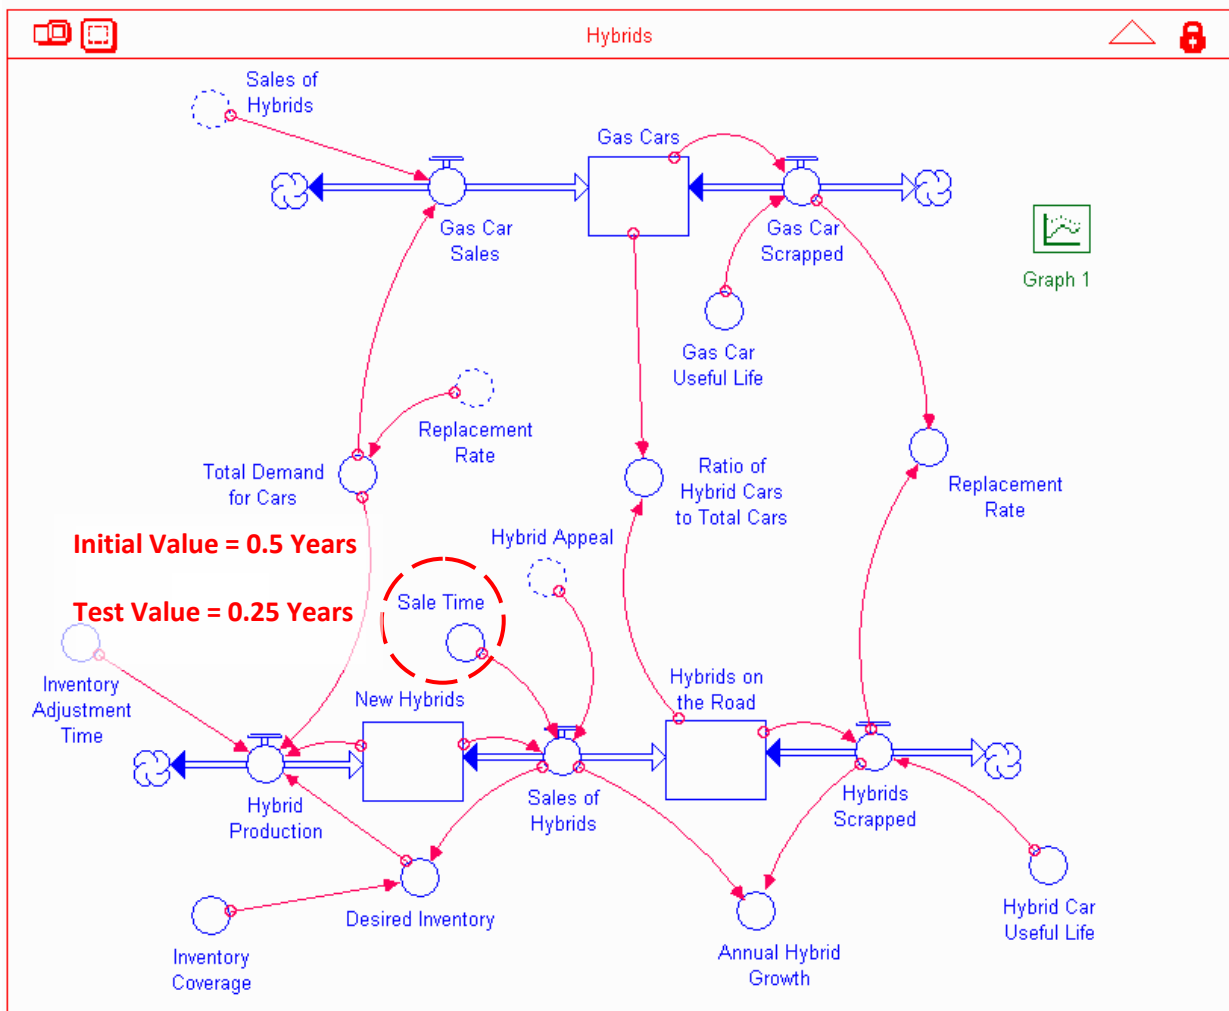 Hybrids
Sales of
Hybrids
Gas Cars
Gas Car
Sales
Gas Car
Scrapped
Graph 1
Gas Car
Useful Life
Replacement
Rate
Total Demand
for Cars
Ratio of
Hybrid Cars
to Total Cars
Replacement
Rate
Initial Value = 0.5 Years
Hybrid Appeal
Test Value = 0.25 Years
Sale Time
Inventory
Adjustment
Time
New Hybrids
Hybrids on
the Road
Hybrid
Production
Sales of
Hybrids
Hybrids
Scrapped
Desired Inventory
Inventory
Coverage
Annual Hybrid
Growth
Hybrid Car
Useful Life